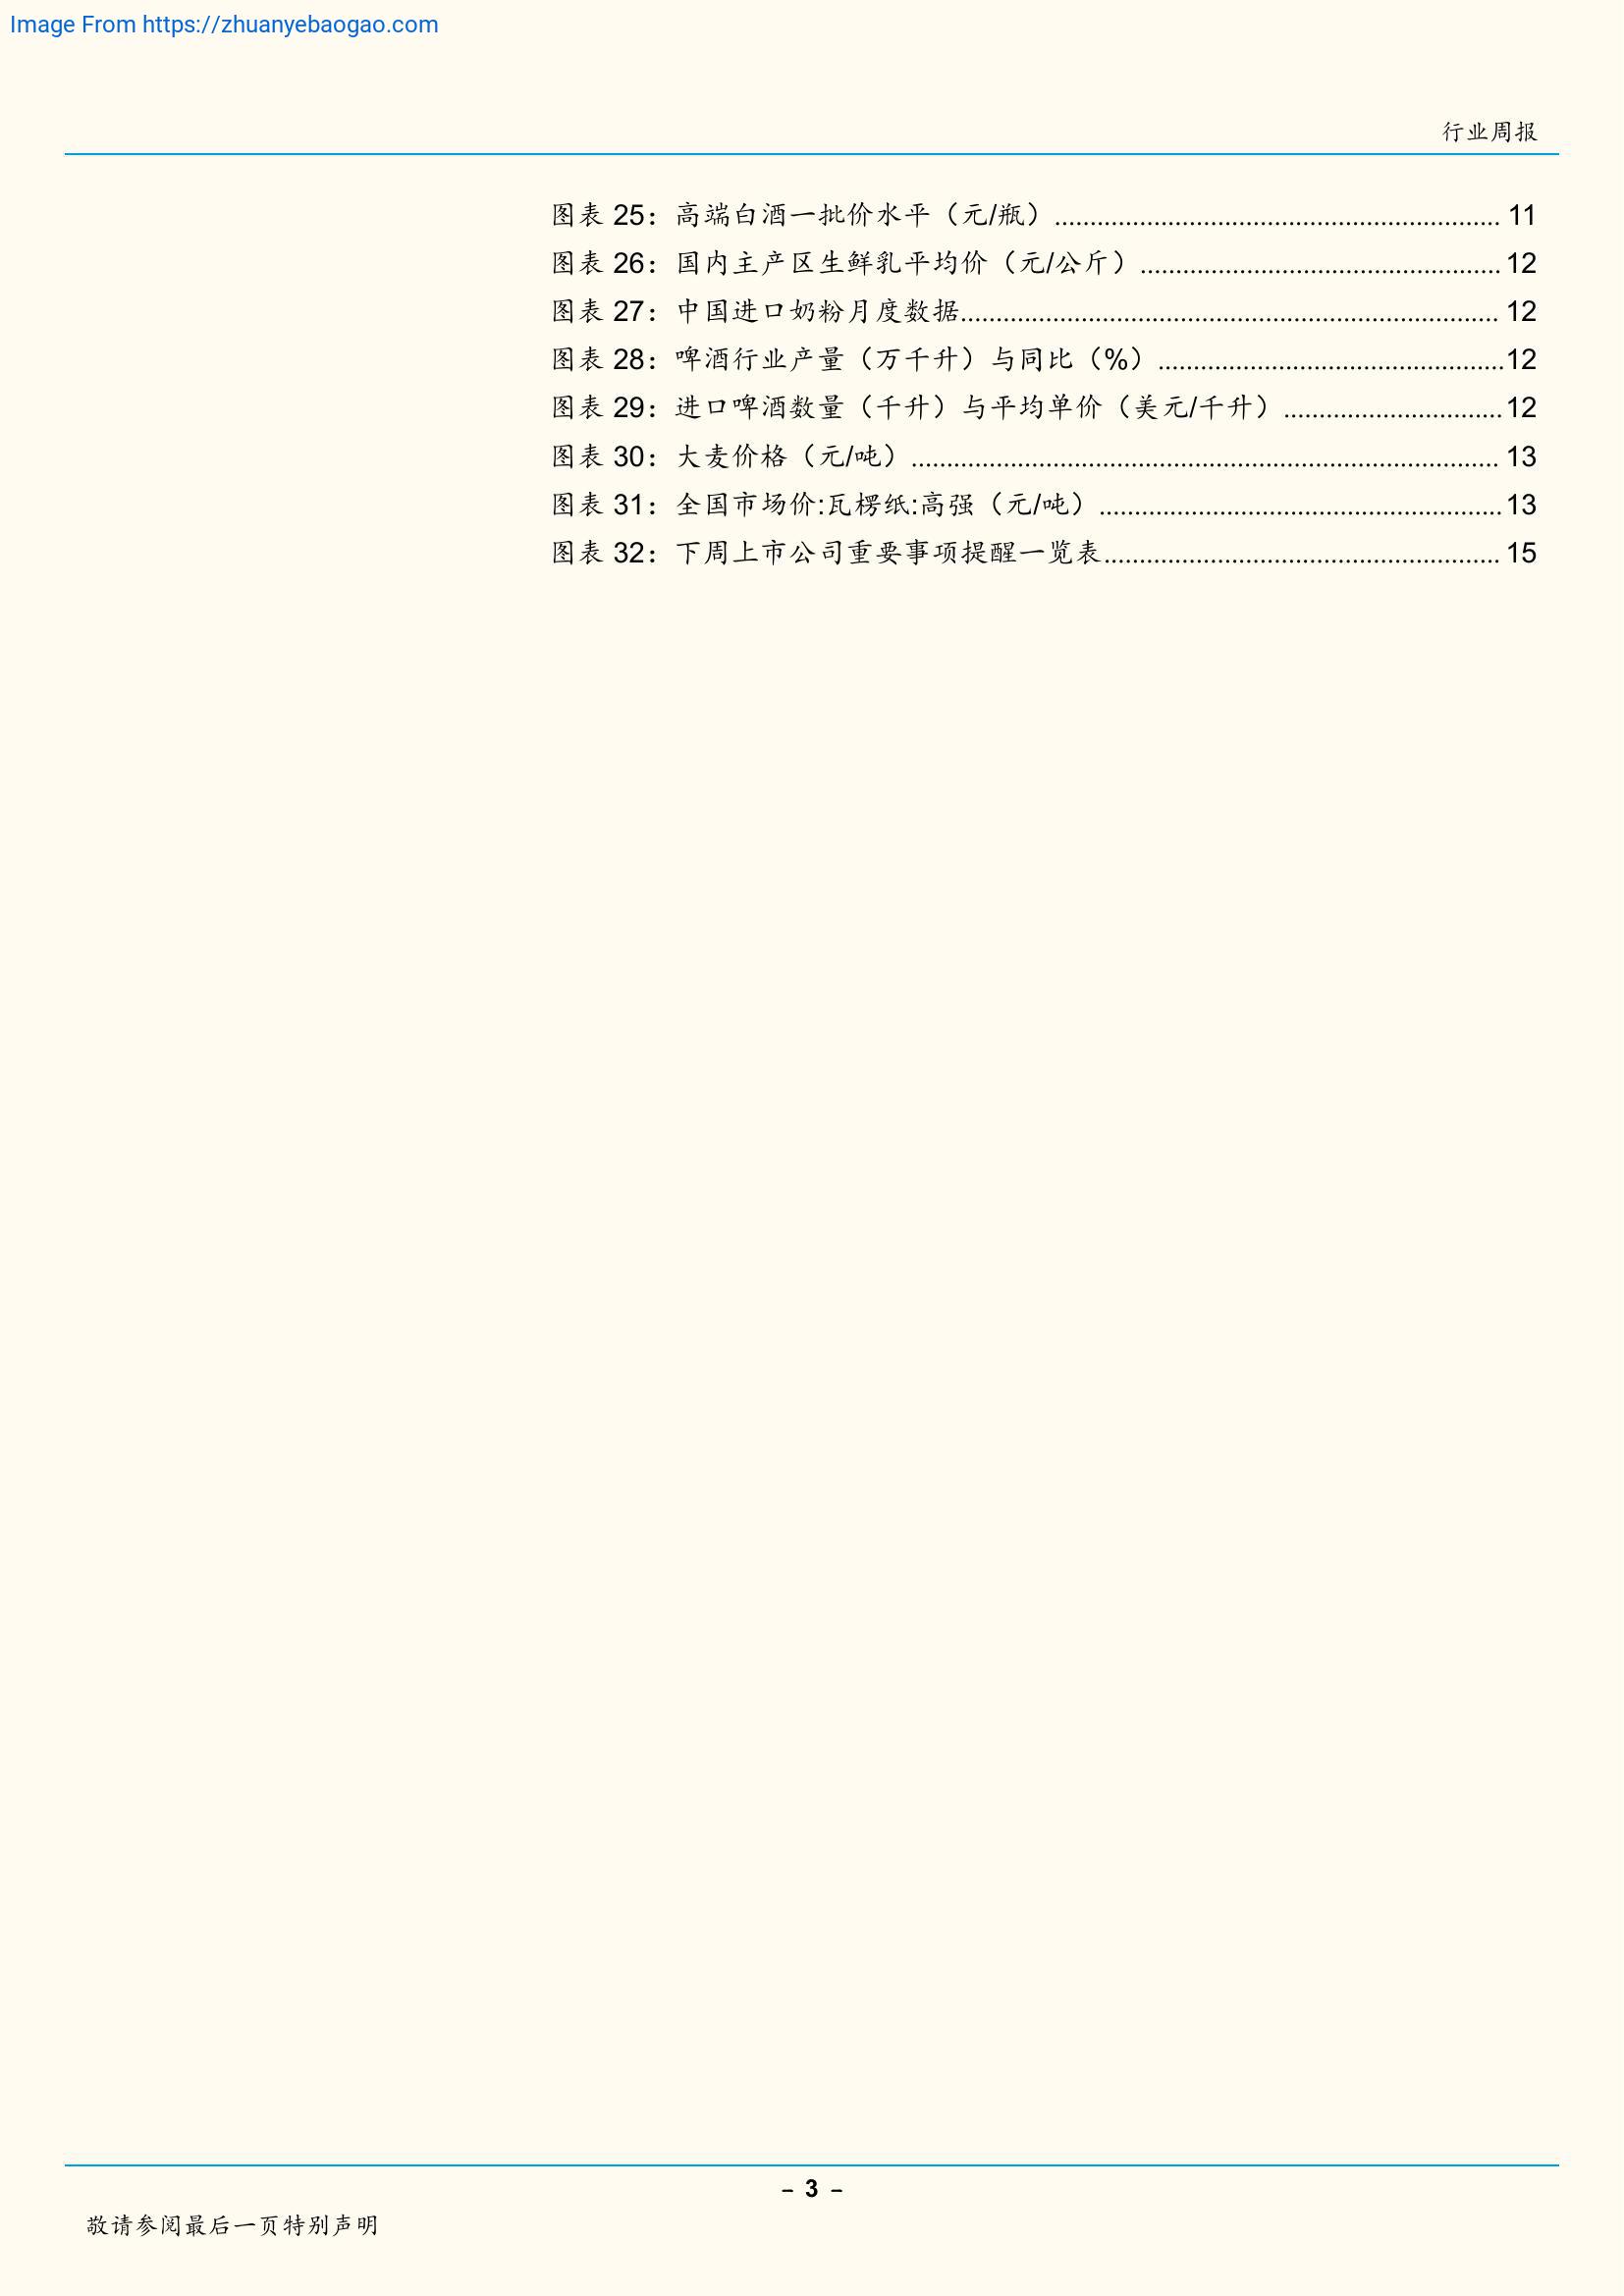 Image From https://zhuanyebaogao.com
行业周报
图表 25：高端白酒一批价水平（元/瓶）............................................................... 11
图表 26：国内主产区生鲜乳平均价（元/公斤）...................................................12
图表 27：中国进口奶粉月度数据............................................................................ 12
图表 28：啤酒行业产量（万千升）与同比（%）.................................................12
图表 29：进口啤酒数量（千升）与平均单价（美元/千升）...............................12
图表 30：大麦价格（元/吨）................................................................................... 13
图表 31：全国市场价:瓦楞纸:高强（元/吨）.........................................................13
图表 32：下周上市公司重要事项提醒一览表........................................................ 15
- 3 -
敬请参阅最后一页特别声明